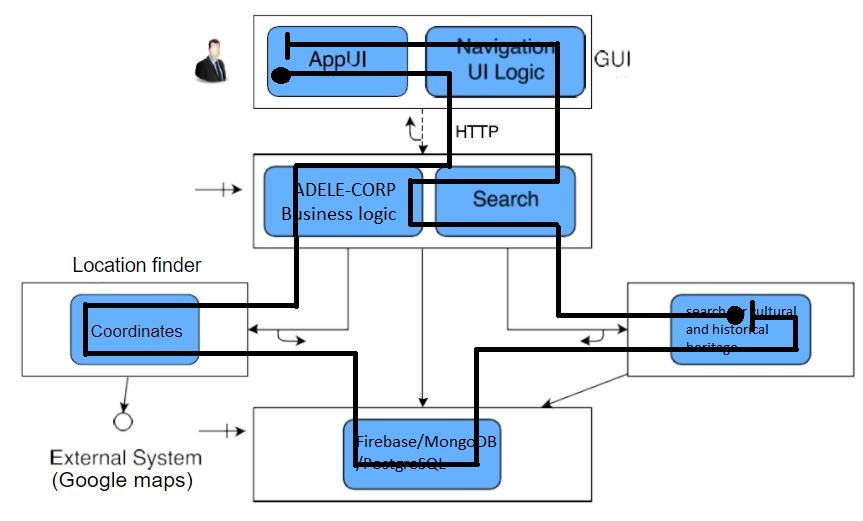 AppUI
Navigation
UI Logic
GUI
HTTP
ADELE-CORP
Business logic
Search
Location finder
Coordinates
search for cultural
and historical
heritage
Firebase/MongoDB
/PostgreSQL
External System
(Google maps)